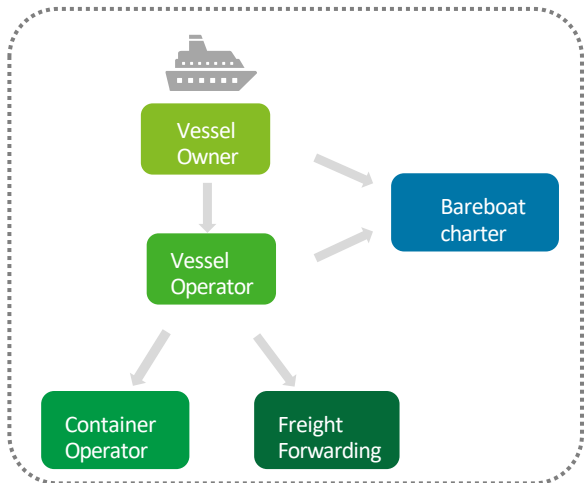 Vessel
Owner
Bareboat
charter
Vessel
Operator
Container
Operator
Freight
Forwarding